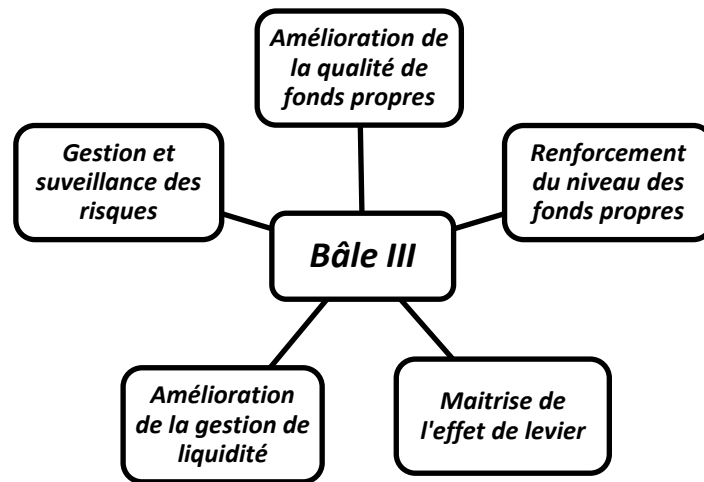 Amélioration de
la qualité de
fonds propres
Gestion et
suveillance des
risques
Renforcement
du niveau des
fonds propres
Bâle III
Amélioration
de la gestion de
liquidité
Maitrise de
l'effet de levier